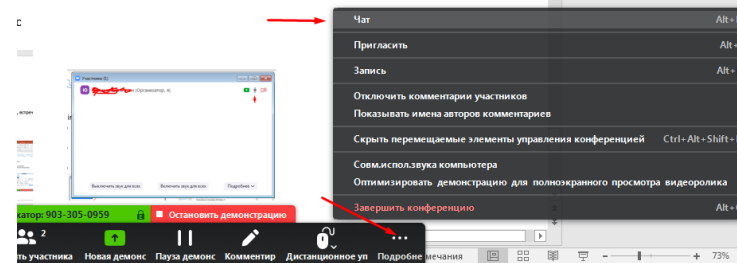 с
Чат Alt+
Пригласить Alt+
Запись Alt+
Отключить комментарии участников
Показывать имена авторов комментариев
Скрыть перемещаемые элементы управления конференцией Ctrl+Alt+Shift+
Совм.испол.звука компьютера
Оптимизировать демонстрацию для полноэкранного просмотра видеоролика
Завершить конференцию Alt+
Участники (1)
Ю (Организатор, я)
Выключить звук для всех Включить звук для всех Подробнее
катор: 903-305-0959 Остановить демонстрацию
2
ть участника Новая демонс Пауза демонс Комментир Дистанционное уп Подробне мечания
73%